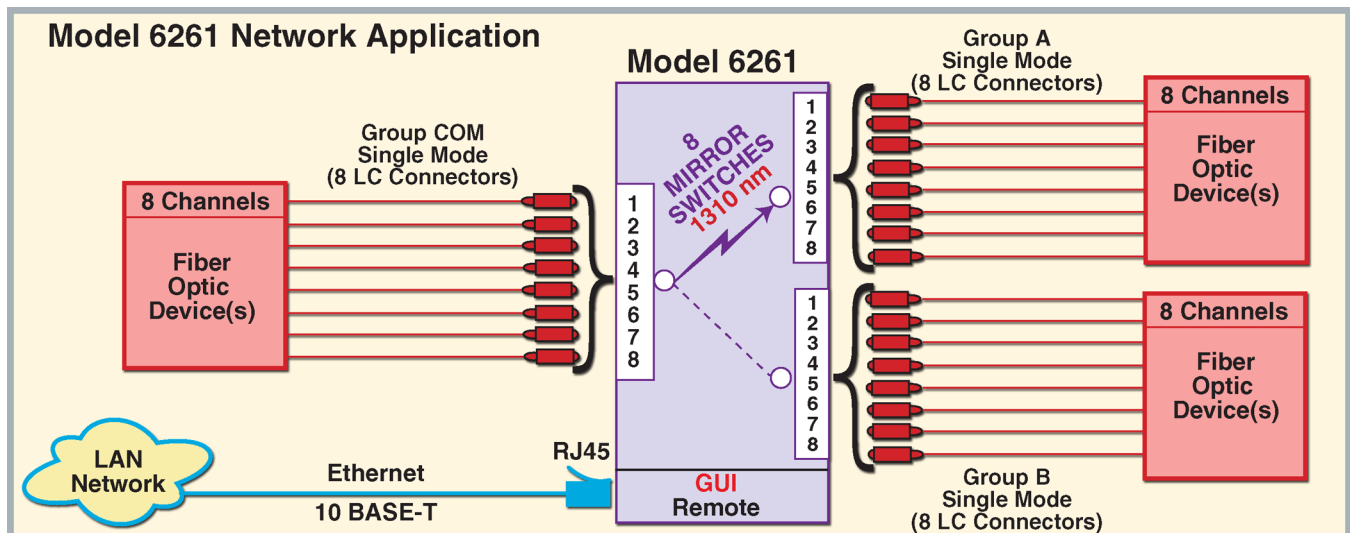 Model 6261 Network Application
Model 6261
Group COM
Single Mode
(8 LC Connectors)
8 Channels
Fiber
Optic
Device(s)
1
2
3
4
5
6
7
8
8
MIRROR
SWITCHES
1310 nm
1
2
3
4
5
6
7
8
Group A
Single Mode
(8 LC Connectors)
8 Channels
Fiber
Optic
Device(s)
1
2
3
4
5
6
7
8
8 Channels
Fiber
Optic
Device(s)
Group B
Single Mode
(8 LC Connectors)
LAN
Network
Ethernet
10 BASE-T
RJ45
GUI
Remote